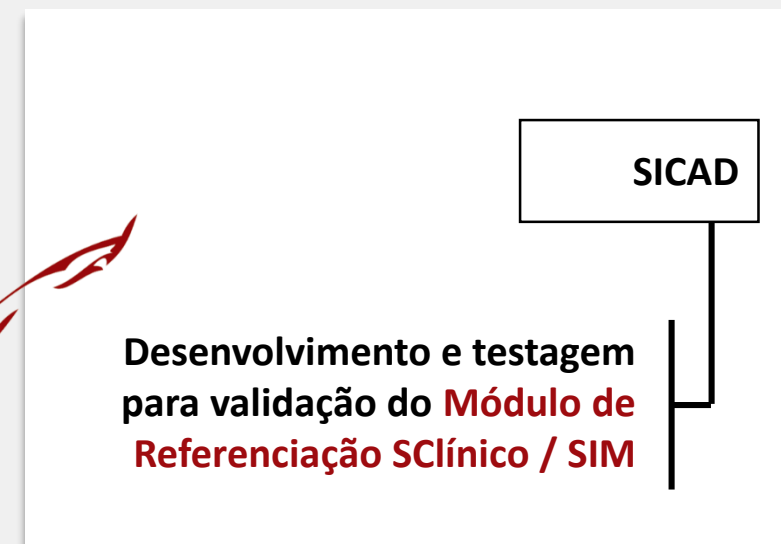 SICAD
Desenvolvimento e testagem
para validação do Módulo de
Referenciação SClínico / SIM